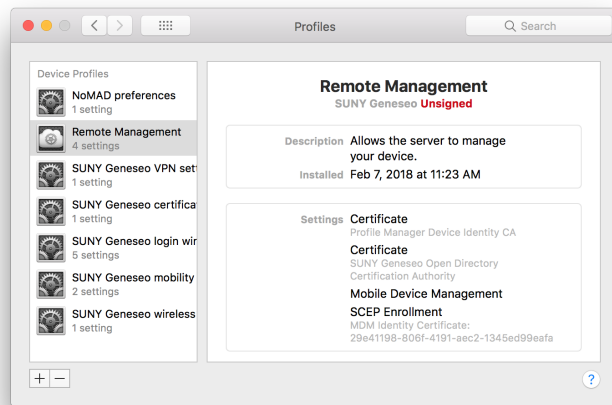 Profiles
Search
Device Profiles
NoMAD preferences
1 setting
Remote Management
4 settings
SUNY Geneseo VPN sett
1 setting
SUNY Geneseo certifica
1 setting
SUNY Geneseo login wir
5 settings
SUNY Geneseo mobility
2 settings
SUNY Geneseo wireless
1 setting
+ −
Remote Management
SUNY Geneseo Unsigned
Description Allows the server to manage
your device.
Installed Feb 7, 2018 at 11:23 AM
Settings Certificate
Profile Manager Device Identity CA
Certificate
SUNY Geneseo Open Directory
Certification Authority
Mobile Device Management
SCEP Enrollment
MDM Identity Certificate:
29e41198-806f-4191-aec2-1345ed99eafa
?